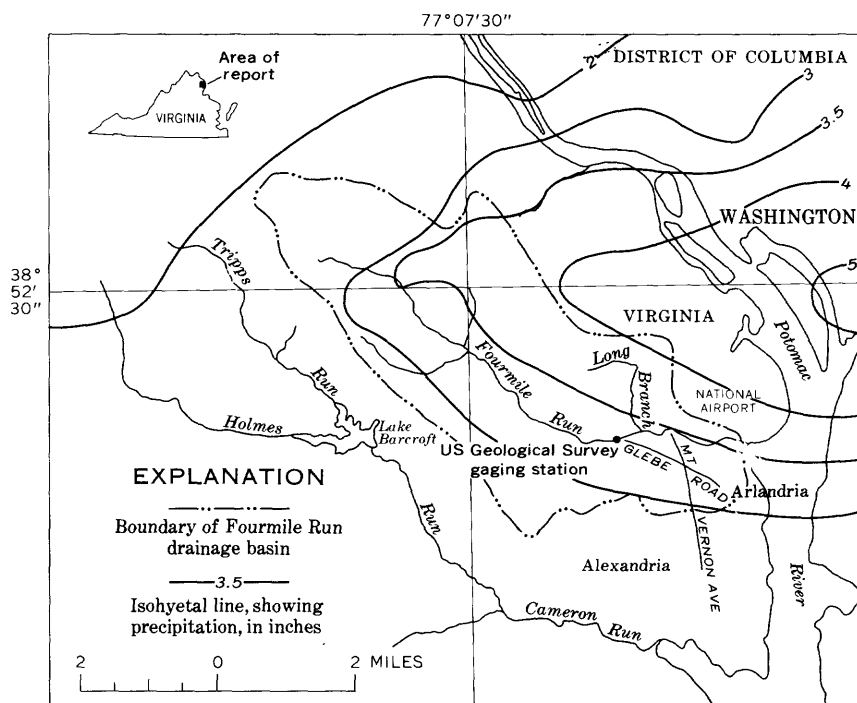 77°07'30"
Area of
report
VIRGINIA
2
DISTRICT OF COLUMBIA
3
3.5
4
WASHINGTON
5
38°
52'
30"
Tripps
Run
Fourmile
Run
VIRGINIA
Long
Branch
Potomac
River
NATIONAL
AIRPORT
Holmes
Run
Lake
Barcroft
US Geological Survey
gaging station
GLEBE
ROAD
MT
VERNON AVE
Arlandria
Alexandria
Cameron
Run
EXPLANATION
Boundary of Fourmile Run
drainage basin
3.5
Isohyetal line, showing
precipitation, in inches
2 0 2 MILES